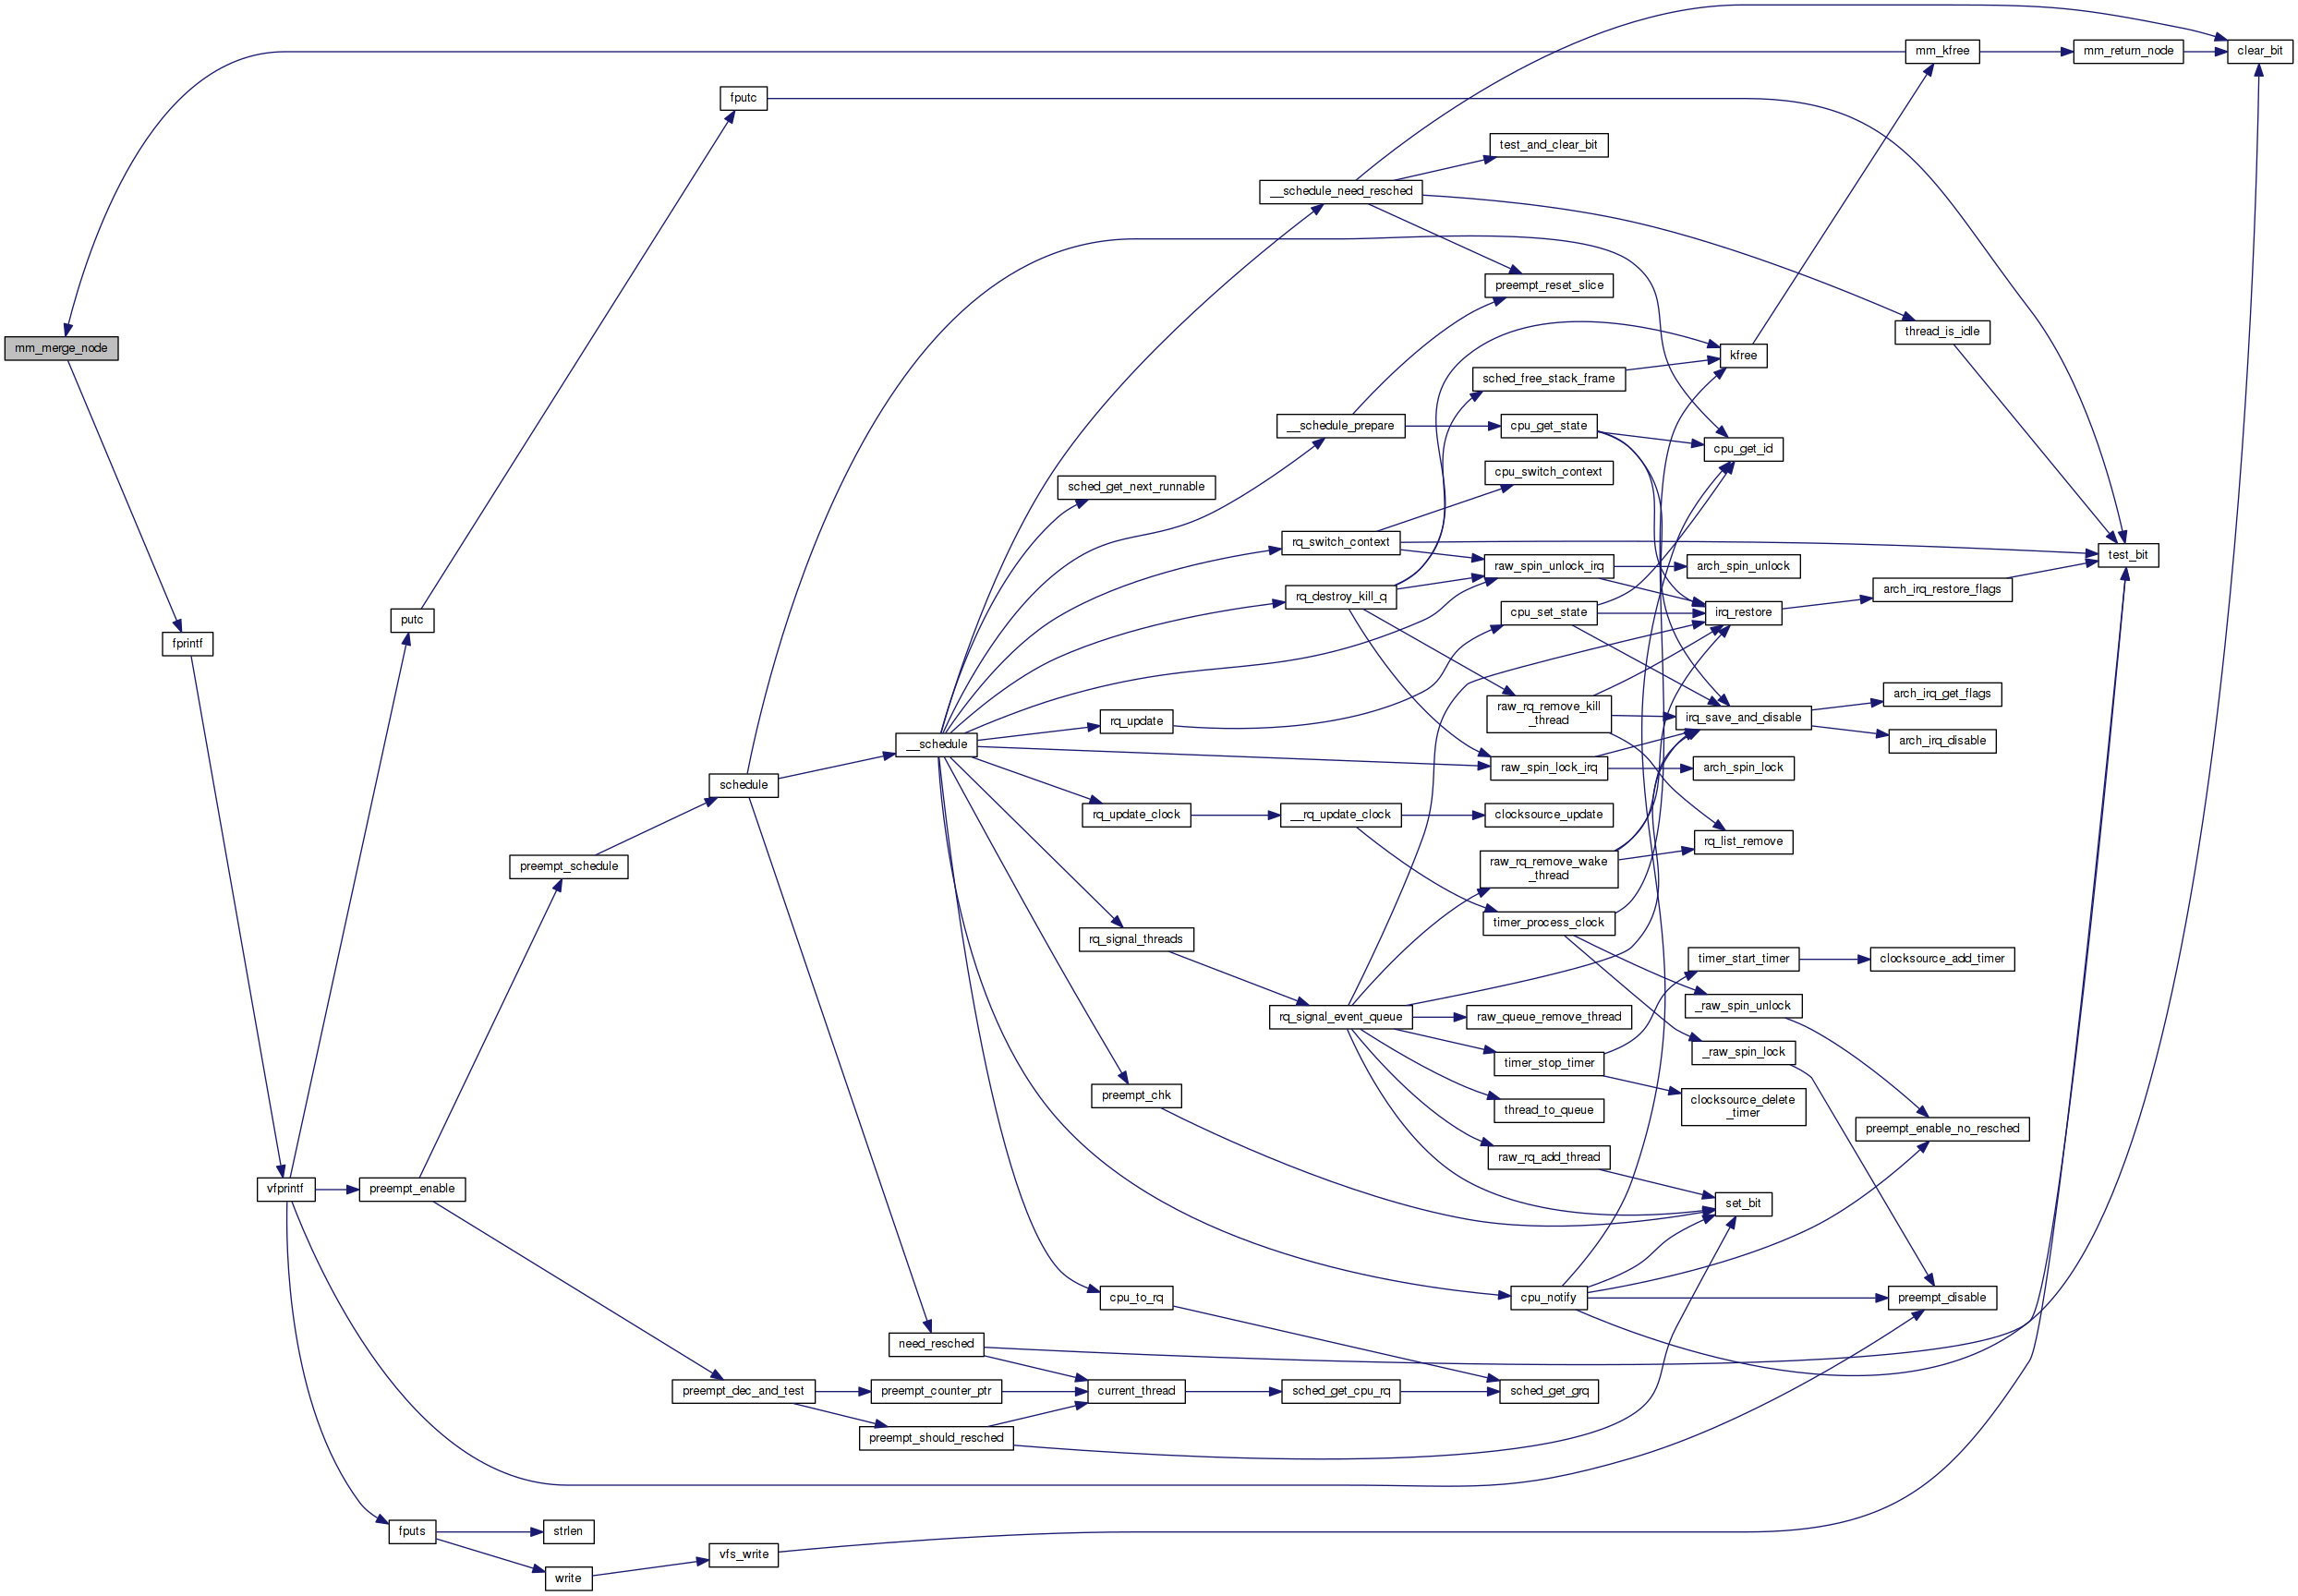 mm_kfree
mm_return_node
clear_bit
fputc
test_and_clear_bit
__schedule_need_resched
preempt_reset_slice
thread_is_idle
mm_merge_node
kfree
sched_free_stack_frame
__schedule_prepare
cpu_get_state
cpu_get_id
cpu_switch_context
sched_get_next_runnable
rq_switch_context
test_bit
raw_spin_unlock_irq
arch_spin_unlock
arch_irq_restore_flags
rq_destroy_kill_q
cpu_set_state
irq_restore
putc
fprintf
arch_irq_get_flags
raw_rq_remove_kill
_thread
irq_save_and_disable
rq_update
arch_irq_disable
__schedule
raw_spin_lock_irq
arch_spin_lock
schedule
rq_update_clock
__rq_update_clock
clocksource_update
rq_list_remove
preempt_schedule
raw_rq_remove_wake
_thread
timer_process_clock
rq_signal_threads
timer_start_timer
clocksource_add_timer
_raw_spin_unlock
rq_signal_event_queue
raw_queue_remove_thread
_raw_spin_lock
timer_stop_timer
preempt_chk
clocksource_delete
_timer
thread_to_queue
preempt_enable_no_resched
raw_rq_add_thread
vfprintf
preempt_enable
set_bit
cpu_to_rq
cpu_notify
preempt_disable
need_resched
preempt_dec_and_test
preempt_counter_ptr
current_thread
sched_get_cpu_rq
sched_get_grq
preempt_should_resched
fputs
strlen
vfs_write
write